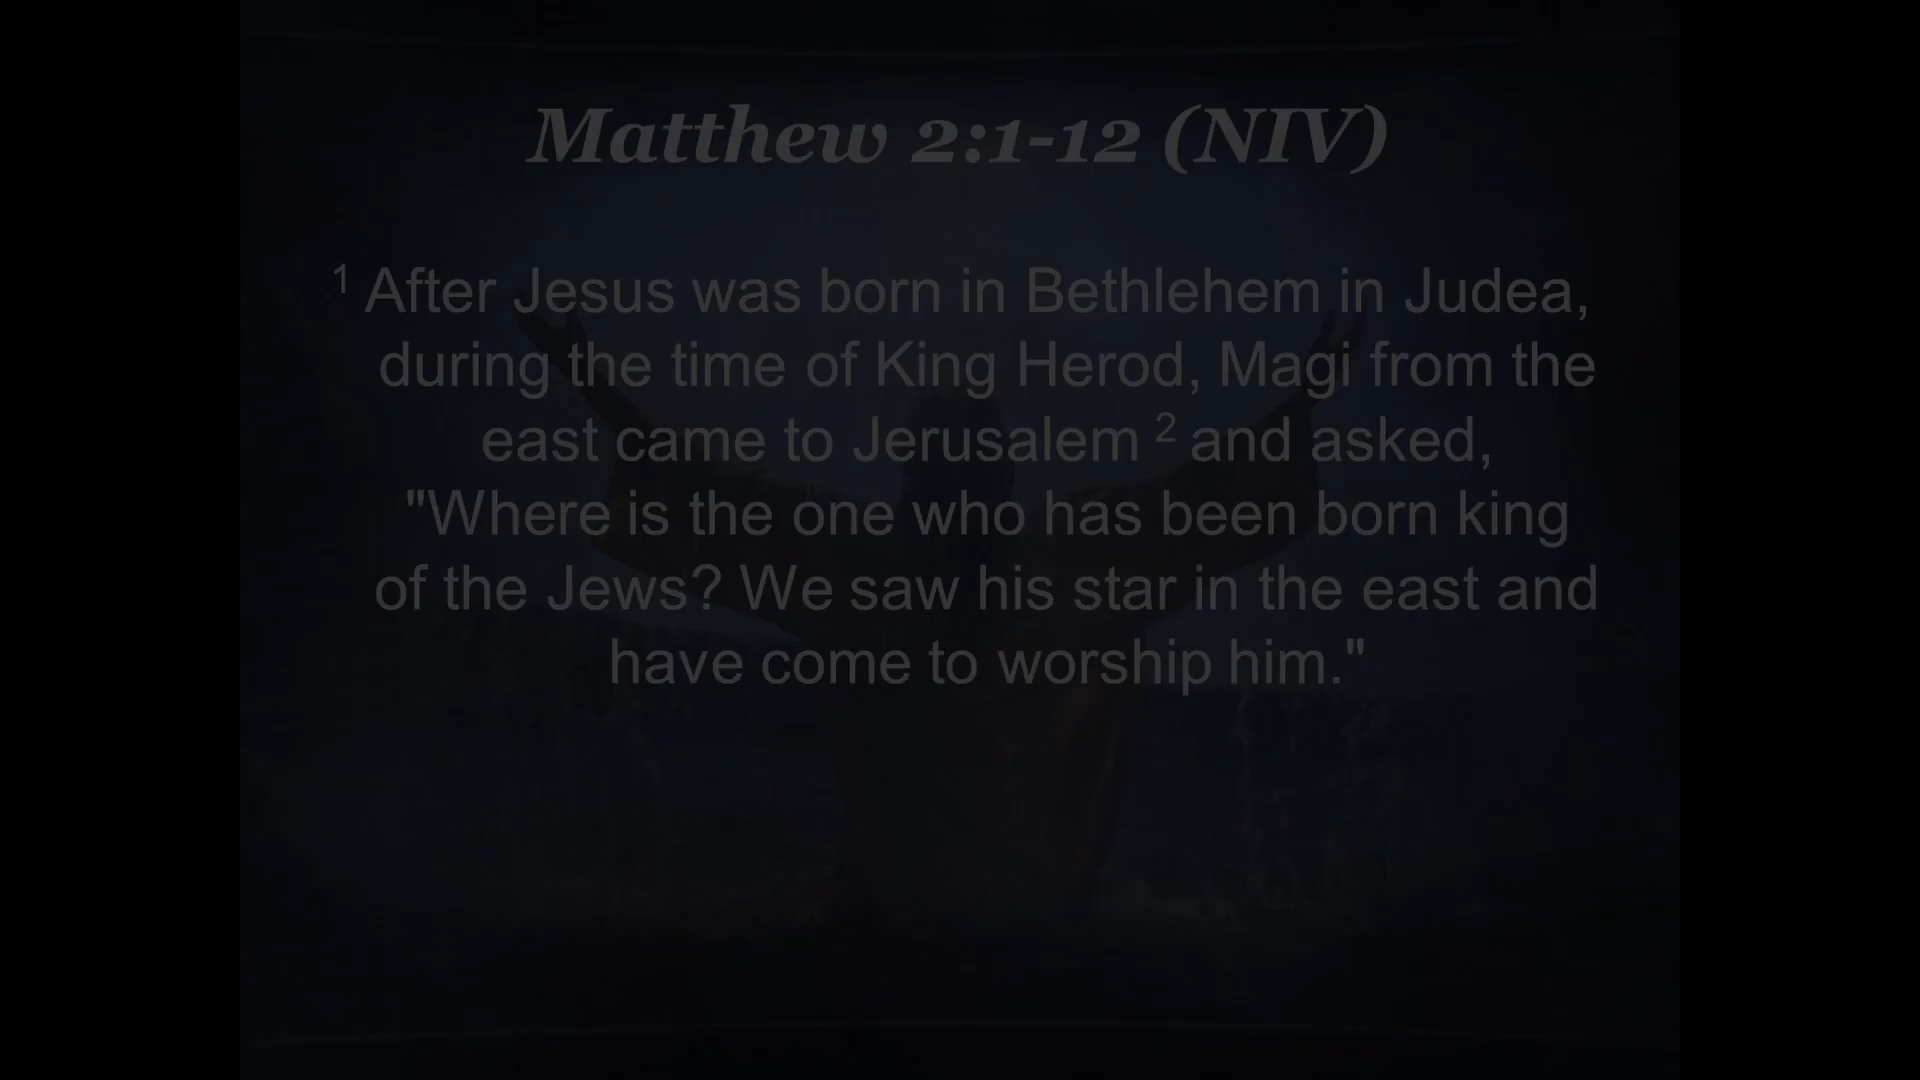 Matthew 2:1-12 (NIV)
1 After Jesus was born in Bethlehem in Judea,
during the time of King Herod, Magi from the
east came to Jerusalem 2 and asked,
"Where is the one who has been born king
of the Jews? We saw his star in the east and
have come to worship him."